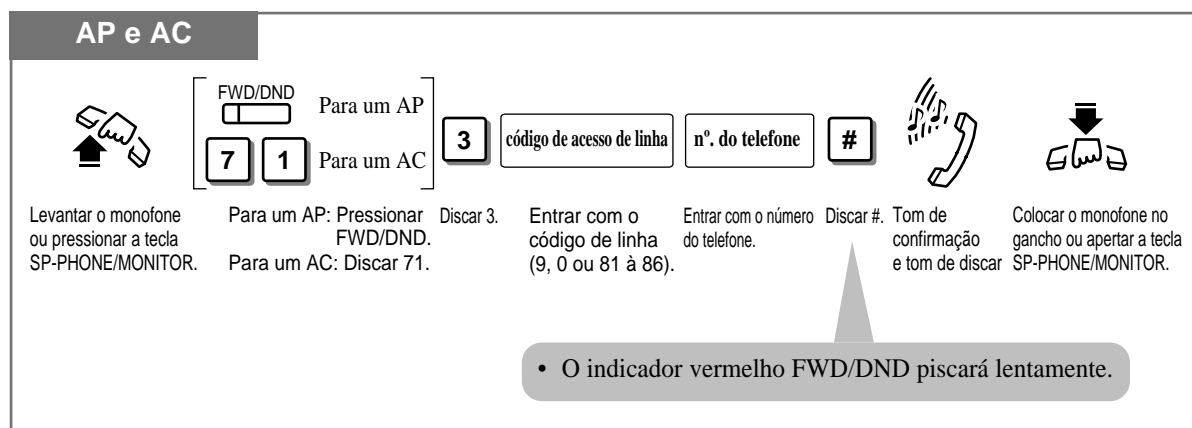 AP e AC
FWD/DND
Para um AP
7 1 Para um AC
3
código de acesso de linha
nº. do telefone
#
Levantar o monofone
ou pressionar a tecla
SP-PHONE/MONITOR.
Para um AP: Pressionar
FWD/DND.
Para um AC: Discar 71.
Discar 3.
Entrar com o
código de linha
(9, 0 ou 81 à 86).
Entrar com o número
do telefone.
Discar #.
Tom de
confirmação
e tom de discar
Colocar o monofone no
gancho ou apertar a tecla
SP-PHONE/MONITOR.
• O indicador vermelho FWD/DND piscará lentamente.